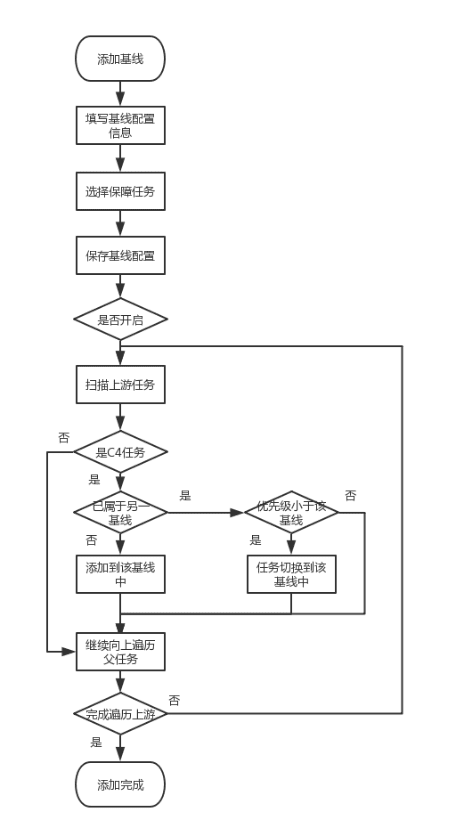 添加基线
填写基线配置
信息
选择保障任务
保存基线配置
是否开启
扫描上游任务
否
是C4任务
是
已属于另一
基线
是
优先级小于该
基线
否
否
是
添加到该基线
中
任务切换到该
基线中
继续向上遍历
父任务
否
完成遍历上游
是
添加完成